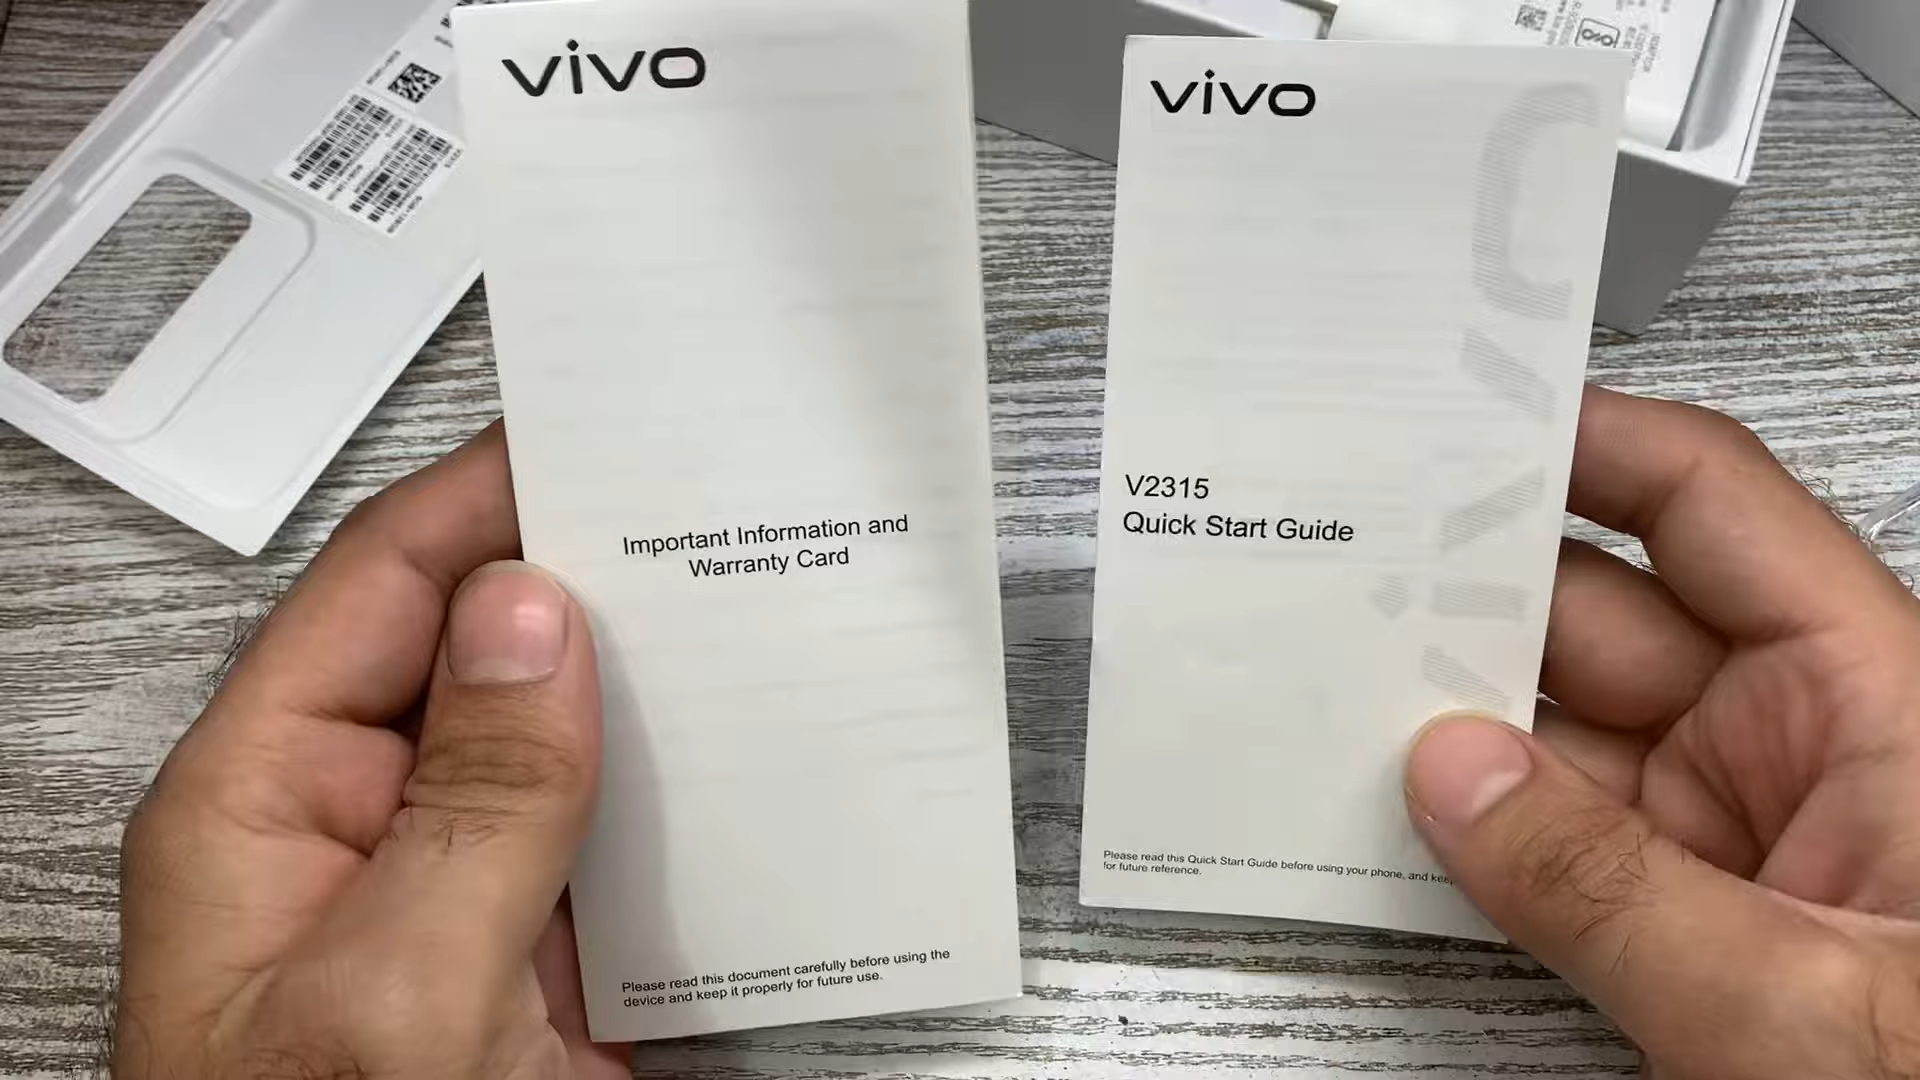 vivo
Important Information and
Warranty Card
Please read this document carefully before using the
device and keep it properly for future use.
vivo
V2315
Quick Start Guide
Please read this Quick Start Guide before using your phone, and keep
for future reference.
vivo